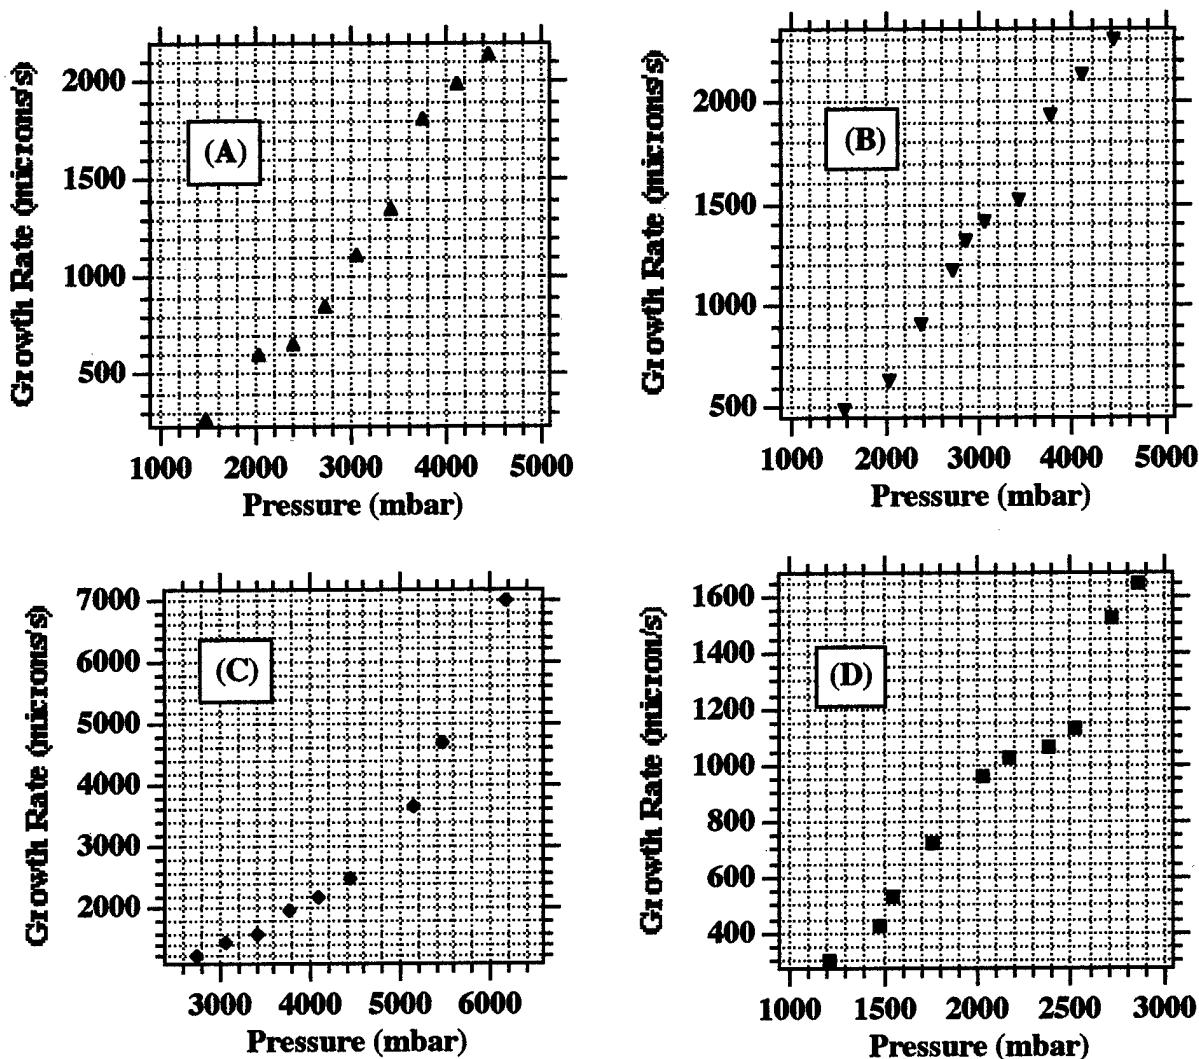 Growth Rate (microns/s)
2000
1500
1000
500
(A)
1000 2000 3000 4000 5000
Pressure (mbar)
Growth Rate (microns/s)
2000
1500
1000
500
(B)
1000 2000 3000 4000 5000
Pressure (mbar)
Growth Rate (microns/s)
7000
6000
5000
4000
3000
2000
(C)
3000 4000 5000 6000
Pressure (mbar)
Growth Rate (micron/s)
1600
1400
1200
1000
800
600
400
(D)
1000 1500 2000 2500 3000
Pressure (mbar)